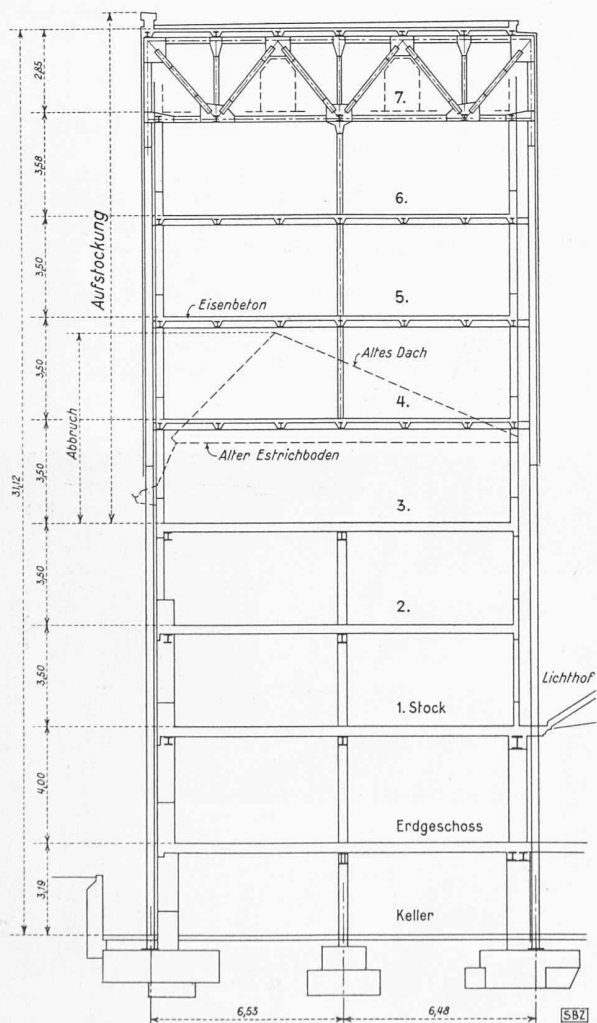 2,85
7.
3,58
6.
Aufstockung
3,50
5.
Eisenbeton
Altes Dach
3,50
4.
Abbruch
Alter Estrichboden
3,50
31,12
3.
3,50
2.
3,50
Lichthof
1. Stock
4,00
Erdgeschoss
3,19
Keller
6,53
6,48
SBZ